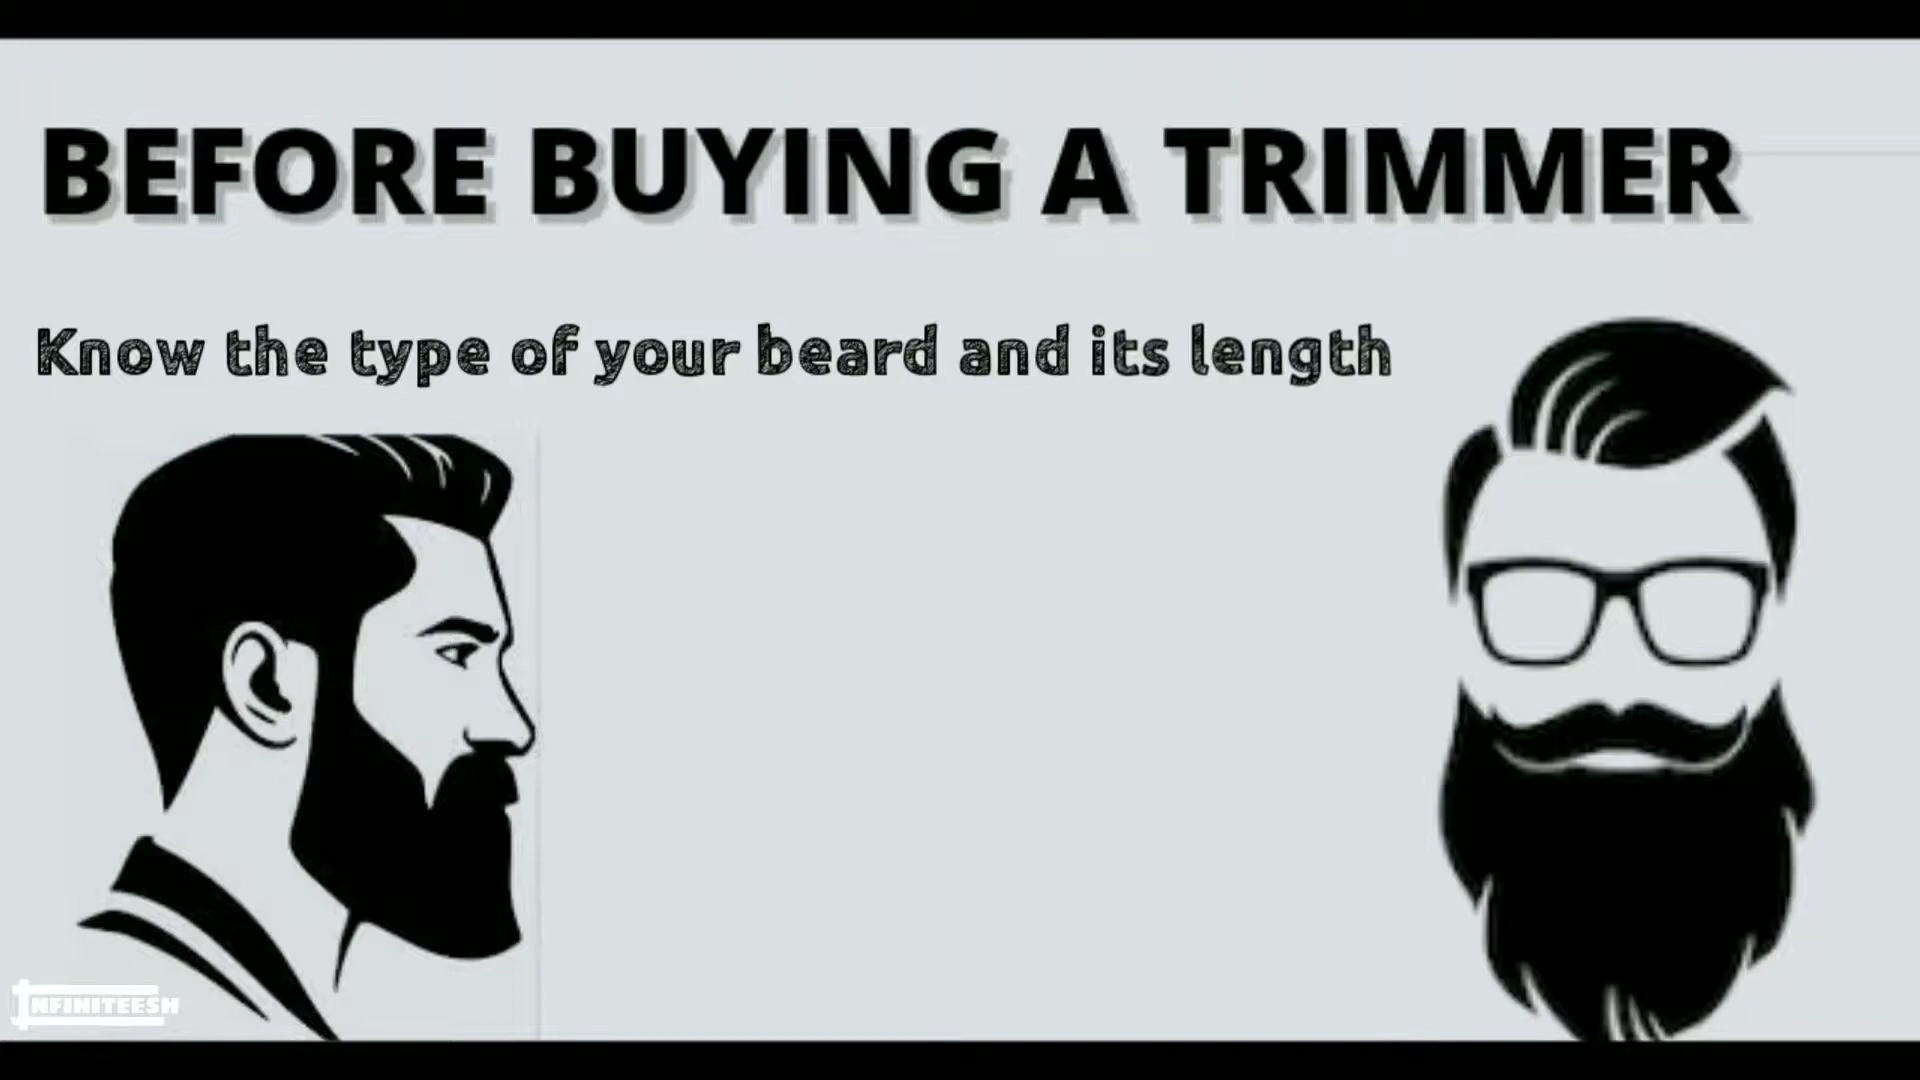 BEFORE BUYING A TRIMMER
Know the type of your beard and its length
INFINITEESH